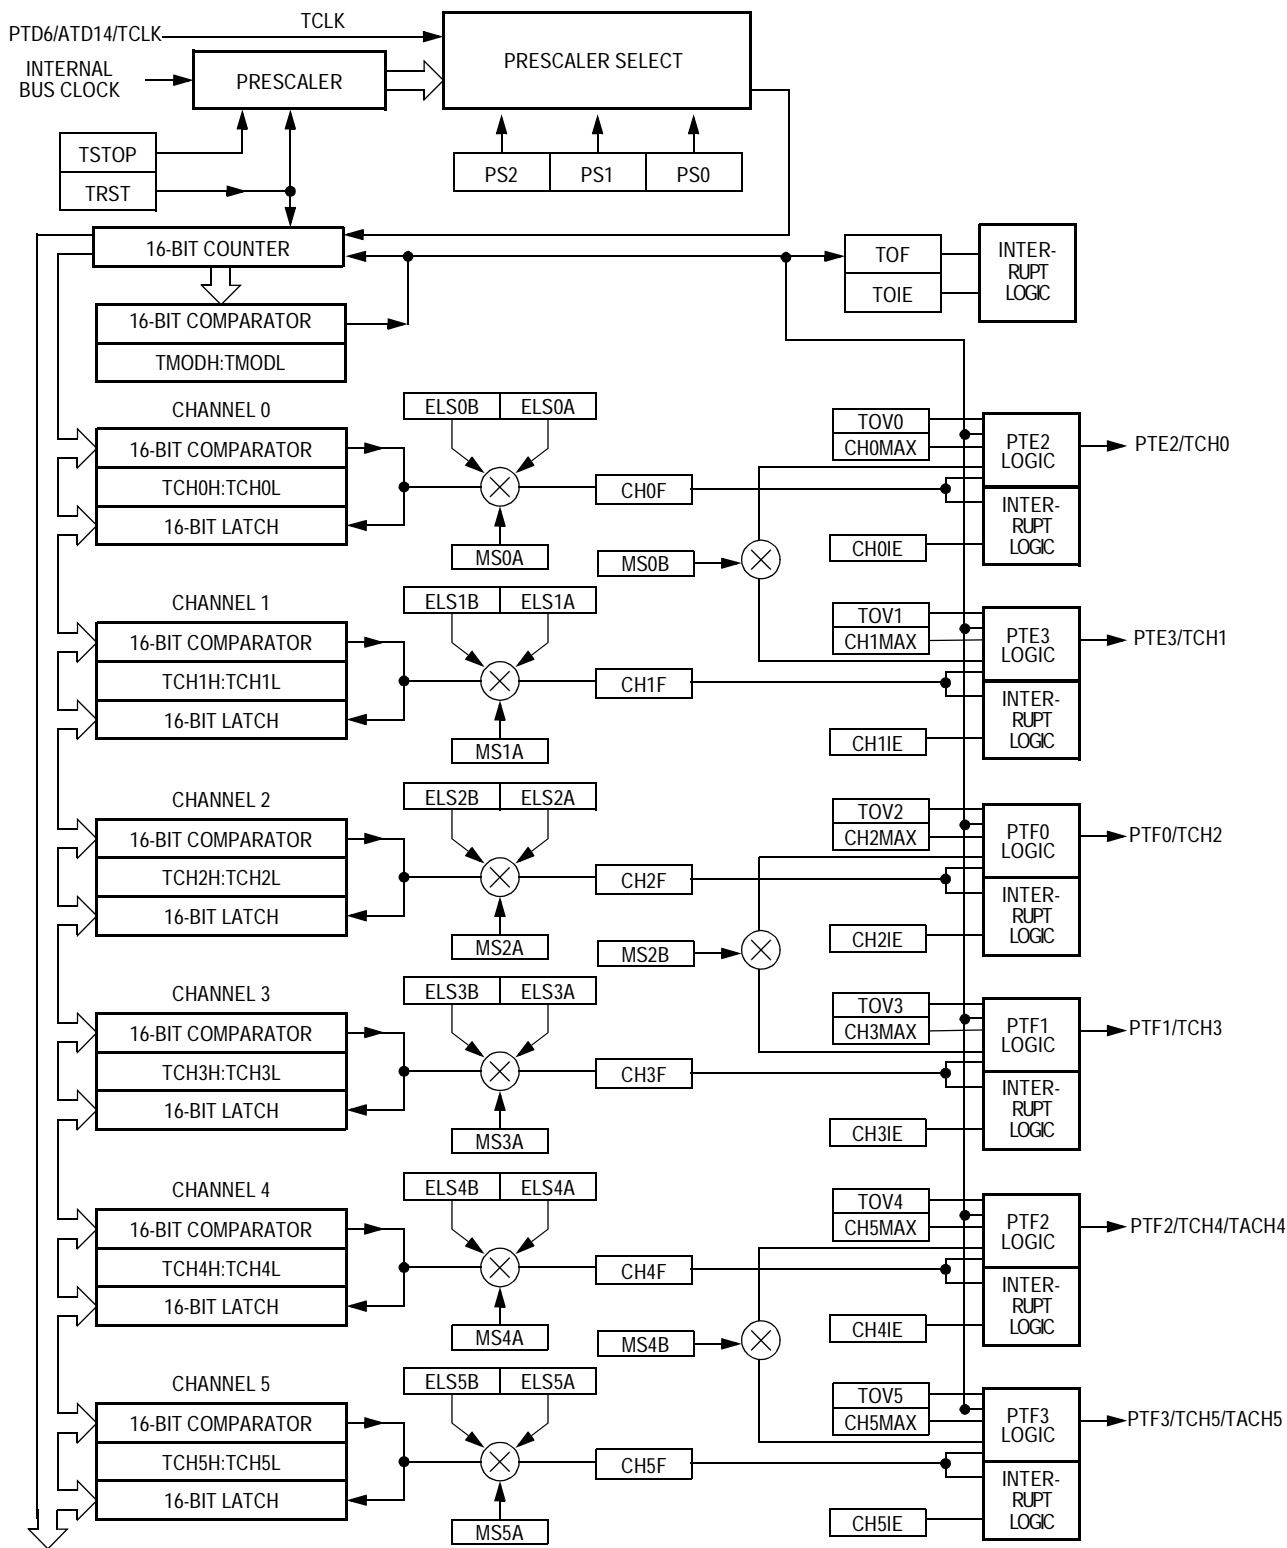 TCLK
PTD6/ATD14/TCLK
PRESCALER SELECT
INTERNAL
BUS CLOCK
PRESCALER
TSTOP
TRST
PS2
PS1
PS0
16-BIT COUNTER
TOF
TOIE
INTER-
RUPT
LOGIC
16-BIT COMPARATOR
TMODH:TMODL
CHANNEL 0
ELS0B
ELS0A
TOV0
CH0MAX
PTE2
LOGIC
PTE2/TCH0
16-BIT COMPARATOR
TCH0H:TCH0L
16-BIT LATCH
CH0F
INTER-
RUPT
LOGIC
MS0A
MS0B
CH0IE
CHANNEL 1
ELS1B
ELS1A
TOV1
CH1MAX
PTE3
LOGIC
PTE3/TCH1
16-BIT COMPARATOR
TCH1H:TCH1L
16-BIT LATCH
CH1F
INTER-
RUPT
LOGIC
MS1A
CH1IE
CHANNEL 2
ELS2B
ELS2A
TOV2
CH2MAX
PTF0
LOGIC
PTF0/TCH2
16-BIT COMPARATOR
TCH2H:TCH2L
16-BIT LATCH
CH2F
INTER-
RUPT
LOGIC
MS2A
MS2B
CH2IE
CHANNEL 3
ELS3B
ELS3A
TOV3
CH3MAX
PTF1
LOGIC
PTF1/TCH3
16-BIT COMPARATOR
TCH3H:TCH3L
16-BIT LATCH
CH3F
INTER-
RUPT
LOGIC
MS3A
CH3IE
CHANNEL 4
ELS4B
ELS4A
TOV4
CH5MAX
PTF2
LOGIC
PTF2/TCH4/TACH4
16-BIT COMPARATOR
TCH4H:TCH4L
16-BIT LATCH
CH4F
INTER-
RUPT
LOGIC
MS4A
MS4B
CH4IE
CHANNEL 5
ELS5B
ELS5A
TOV5
CH5MAX
PTF3
LOGIC
PTF3/TCH5/TACH5
16-BIT COMPARATOR
TCH5H:TCH5L
16-BIT LATCH
CH5F
INTER-
RUPT
LOGIC
MS5A
CH5IE